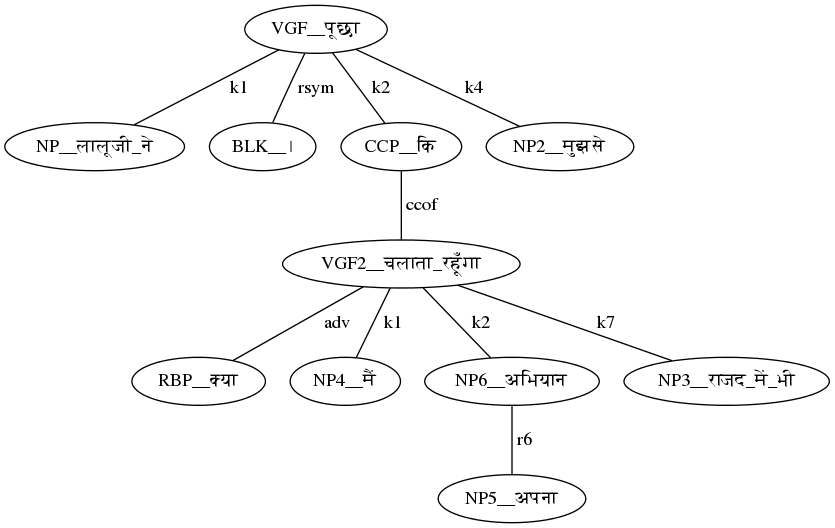 VGF__पूछा
k1 rsym k2 k4
NP__लालूजी_ने BLK__। CCP__कि NP2__मुझसे
ccof
VGF2__चलाता_रहूँगा
adv k1 k2 k7
RBP__क्या NP4__मैं NP6__अभियान NP3__राजद_में_भी
r6
NP5__अपना